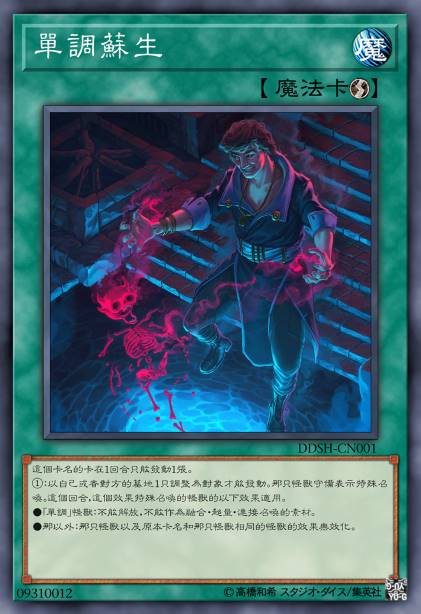 單調蘇生
魔
【魔法卡】
DDSH-CN001
這個卡名的卡在1回合只能發動1張。
①:以自己或者對方的墓地1只調整為對象才能發動。那只怪獸守備表示特殊召
喚。這個回合,這個效果特殊召喚的怪獸的以下效果適用。
●「單調」怪獸:不能解放,不能作為融合·超量·連接召喚的素材。
●那以外:那只怪獸以及原本卡名和那只怪獸相同的怪獸的效果無效化。
09310012
©高橋和希 スタジオ・ダイス/集英社